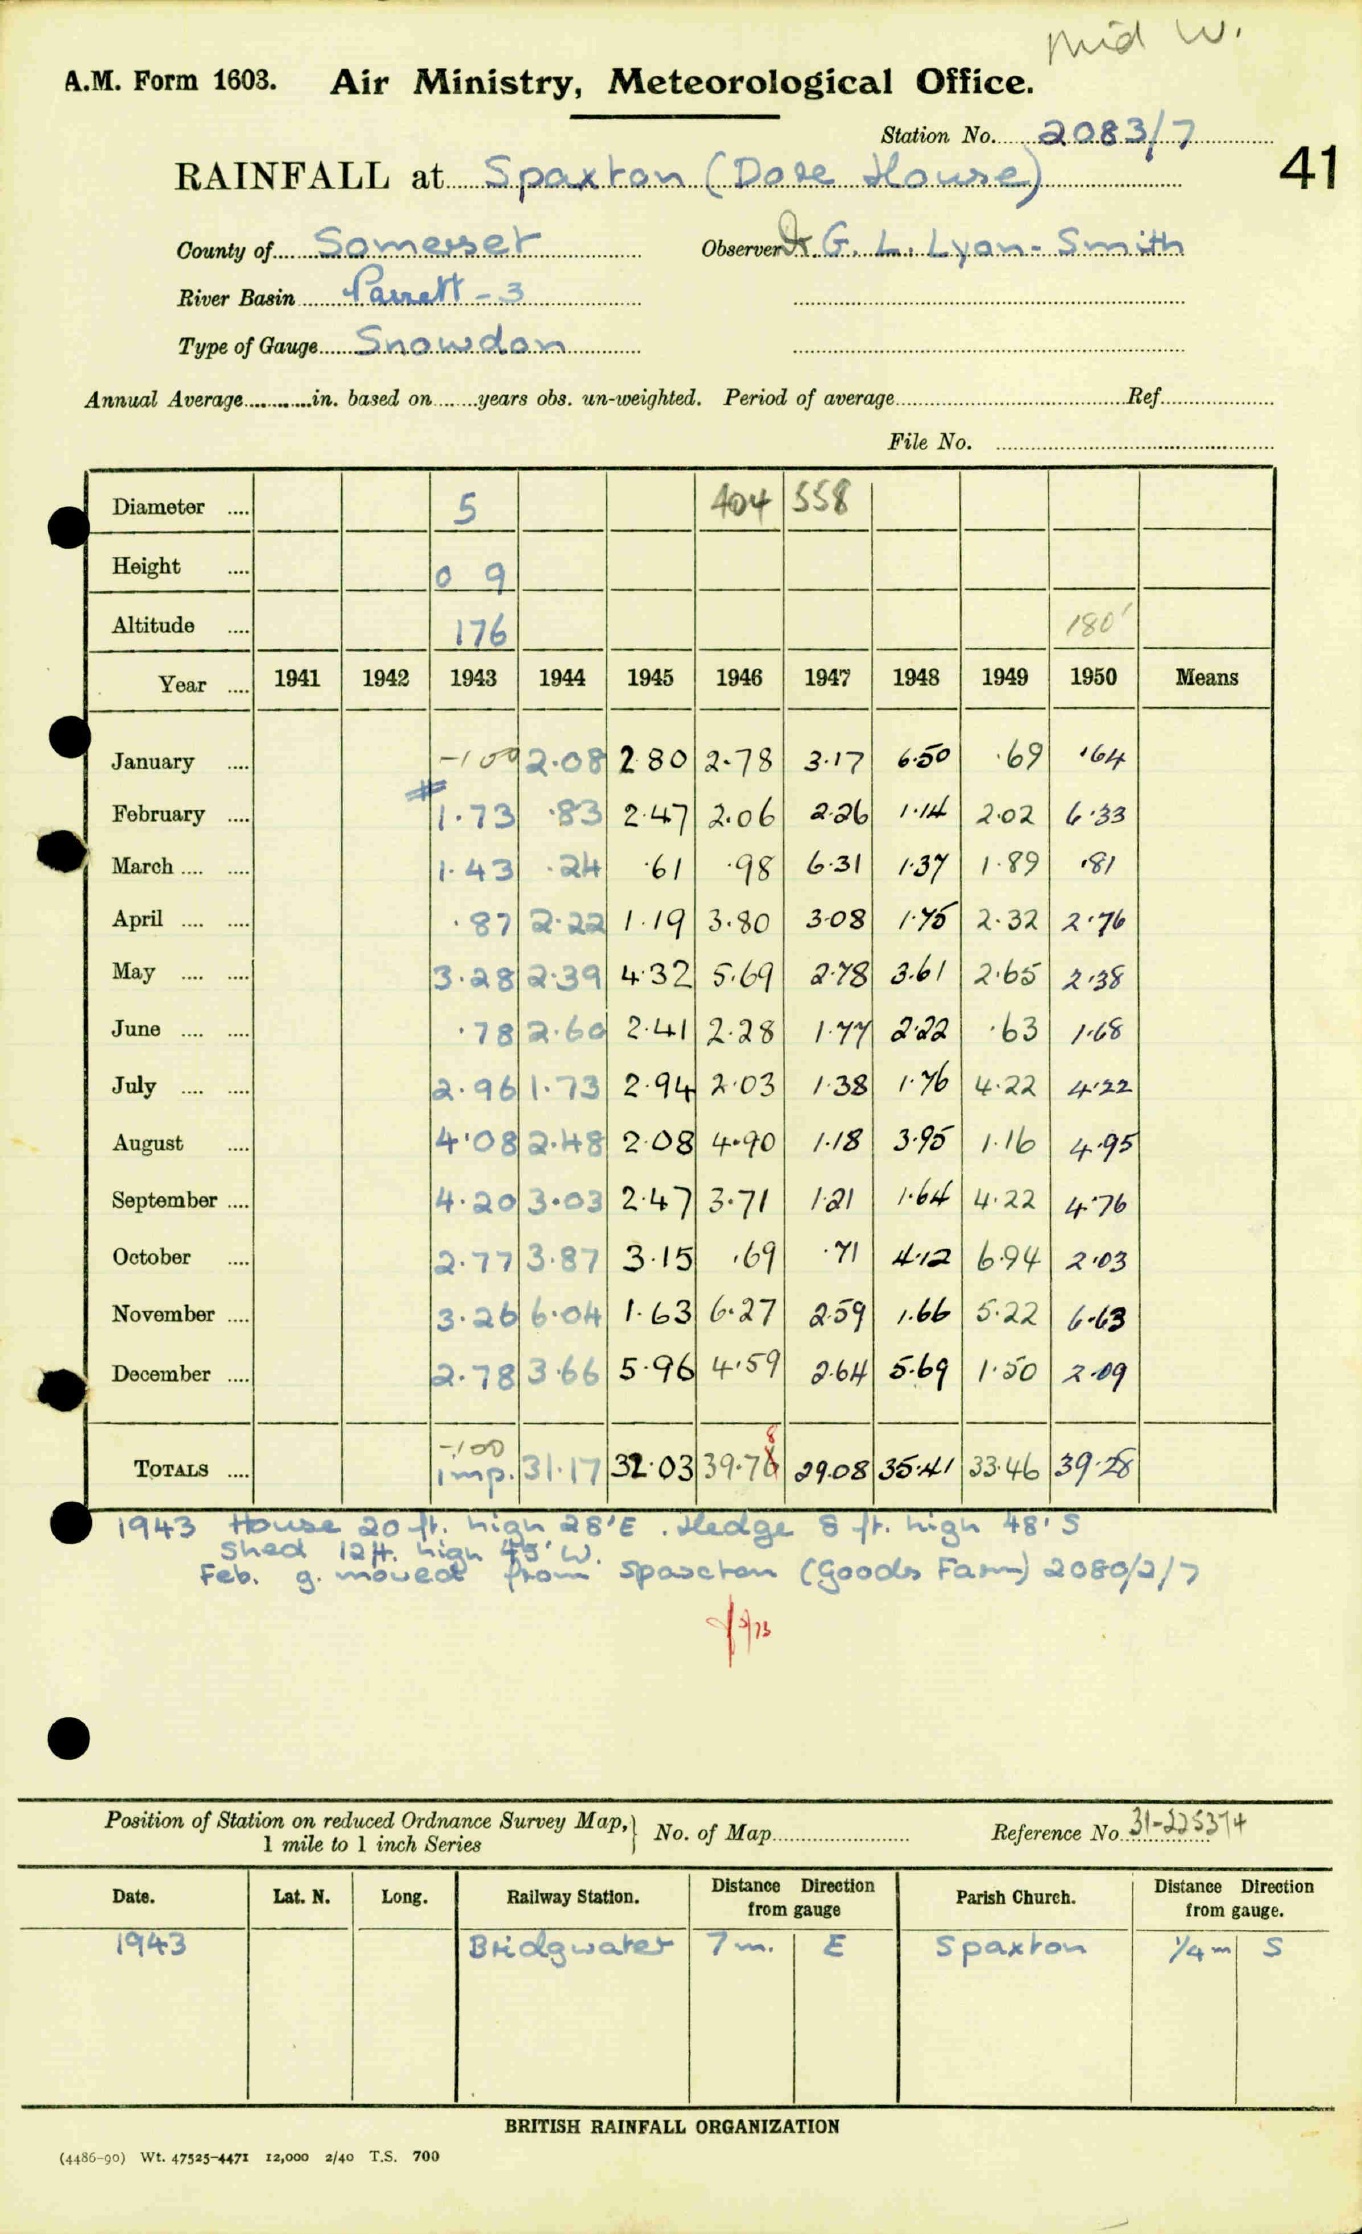 Mid W.
A.M. Form 1603. Air Ministry, Meteorological Office.
Station No. 2083/7
41
RAINFALL at Spaxton (Dore House)
County of Somerset Observer Dr G. L. Lyon-Smith
River Basin Parrett - 3
Type of Gauge Snowdon
Annual Average in. based on years obs. un-weighted. Period of average Ref.
File No.
Diameter 5 404 558
Height 0 9
Altitude 176 180'
Year 1941 1942 1943 1944 1945 1946 1947 1948 1949 1950 Means
January -100 2.08 2.80 2.78 3.17 6.50 .69 .64
February # 1.73 .83 2.47 2.06 2.26 1.14 2.02 6.33
March 1.43 .24 .61 .98 6.31 1.37 1.89 .81
April .87 2.22 1.19 3.80 3.08 1.75 2.32 2.76
May 3.28 2.39 4.32 5.69 2.78 3.61 2.65 2.38
June .78 2.60 2.41 2.28 1.77 2.22 .63 1.68
July 2.96 1.73 2.94 2.03 1.38 1.76 4.22 4.22
August 4.08 2.48 2.08 4.90 1.18 3.95 1.16 4.95
September 4.20 3.03 2.47 3.71 1.21 1.64 4.22 4.76
October 2.77 3.87 3.15 .69 .71 4.12 6.94 2.03
November 3.26 6.04 1.63 6.27 2.59 1.66 5.22 6.63
December 2.78 3.66 5.96 4.59 2.64 5.69 1.50 2.09
-.100 8
TOTALS imp. 31.17 32.03 39.76 29.08 35.41 33.46 39.28
1943 House 20 ft. high 28' E. Hedge 8 ft. high 48' S
Shed 12 ft. high 45' W.
Feb. g. moved from Spaxton (Goods Farm) 2080/2/7
Position of Station on reduced Ordnance Survey Map, 1 mile to 1 inch Series No. of Map Reference No 31-225374
Date. Lat. N. Long. Railway Station. Distance Direction from gauge Parish Church. Distance Direction from gauge.
1943 Bridgwater 7 m. E Spaxton 1/4 m S
BRITISH RAINFALL ORGANIZATION
(4486-90) Wt. 47525-4471 12,000 2/40 T.S. 700